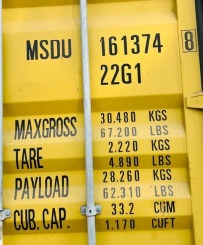 MSDU 161374 8
22G1
MAXGROSS 30.480 KGS
67.200 LBS
TARE 2.220 KGS
4.890 LBS
PAYLOAD 28.260 KGS
62.310 LBS
CUB. CAP. 33.2 CBM
1.170 CUFT